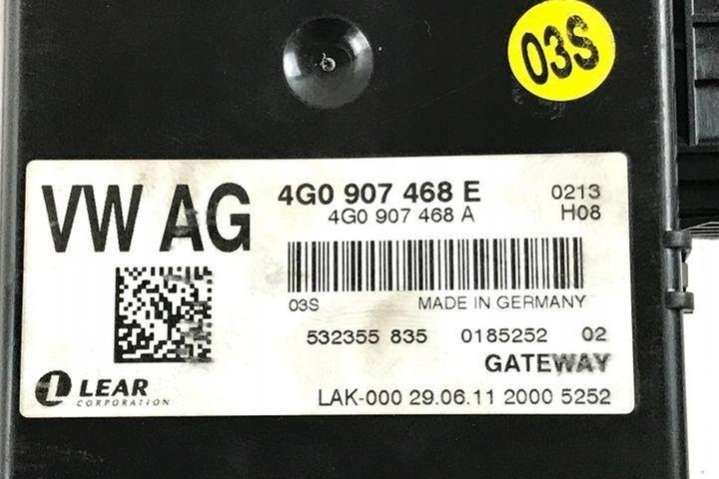 03S
VW AG
4G0 907 468 E 0213
4G0 907 468 A H08
03S MADE IN GERMANY
532355 835 0185252 02
GATEWAY
LEAR
CORPORATION
LAK-000 29.06.11 2000 5252